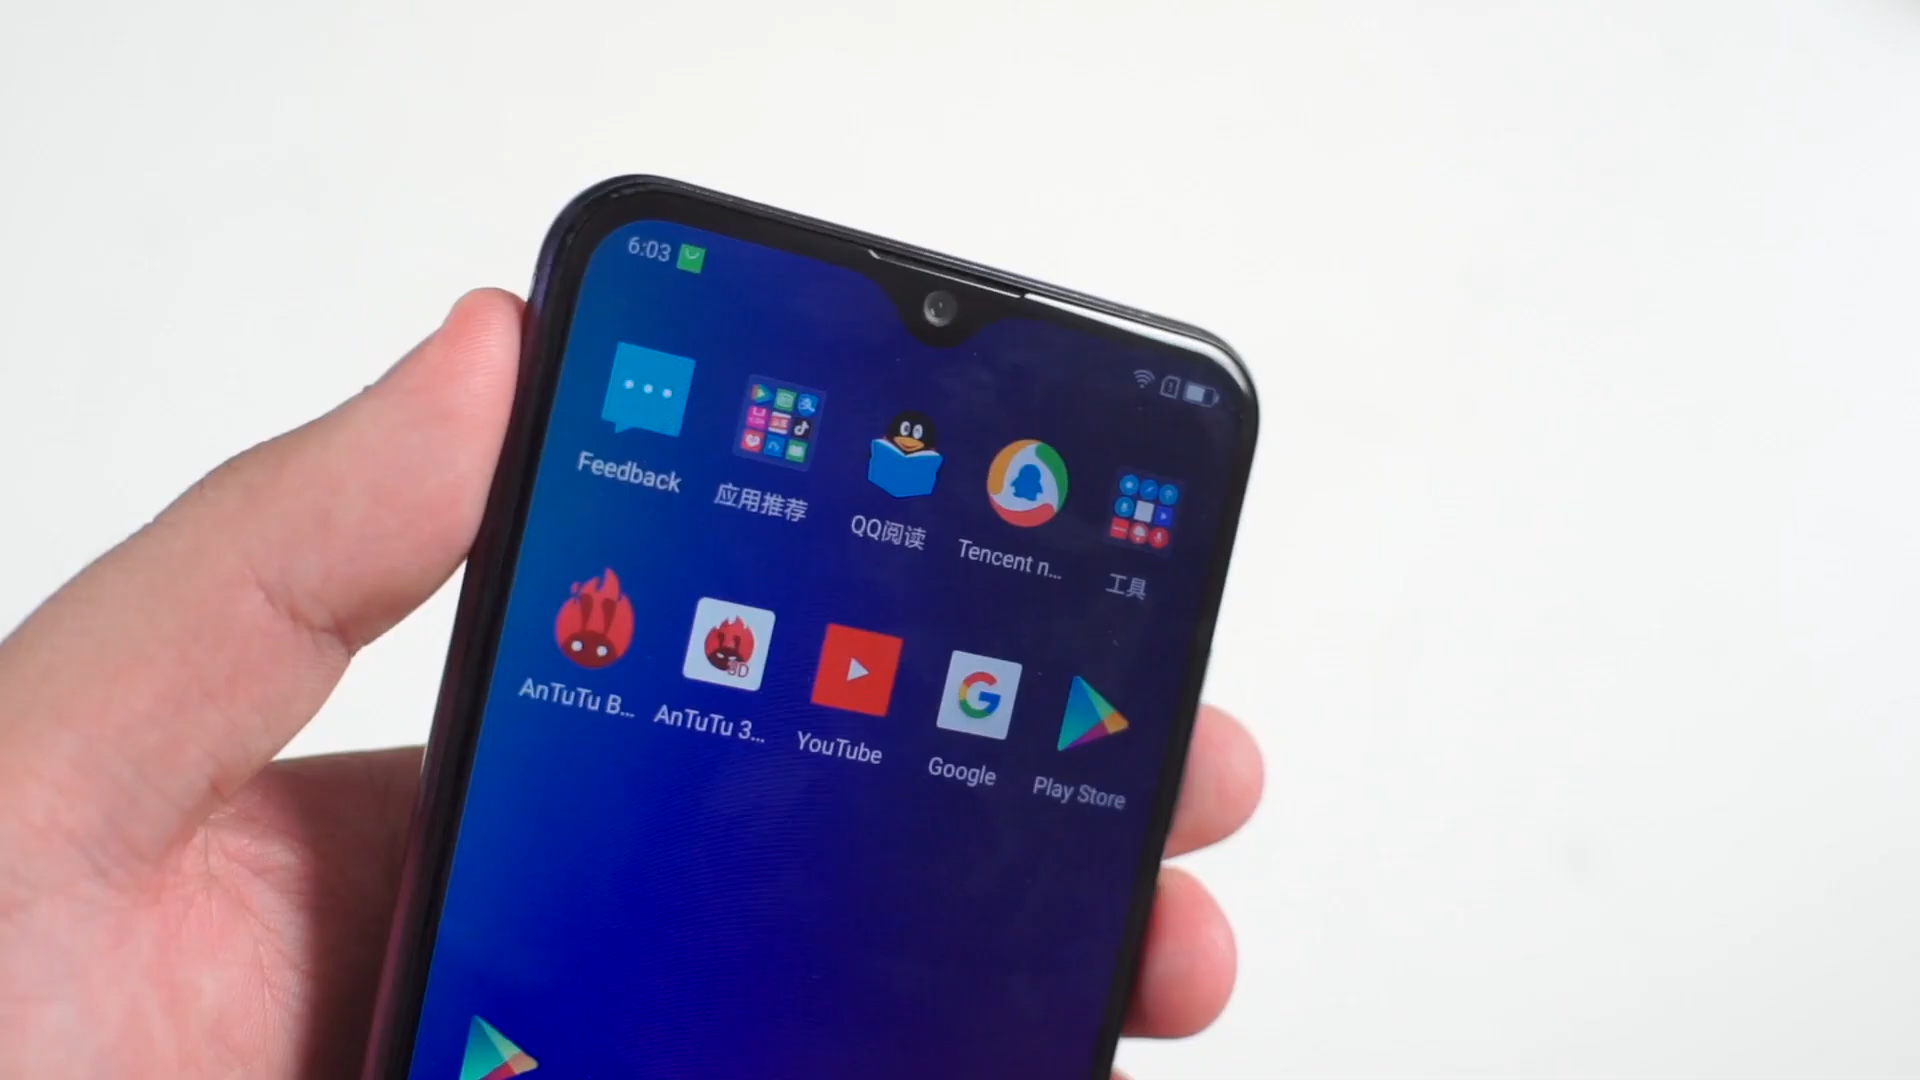 6:03
Feedback
应用推荐
QQ阅读
Tencent n...
工具
3D
AnTuTu B...
AnTuTu 3...
YouTube
Google
Play Store